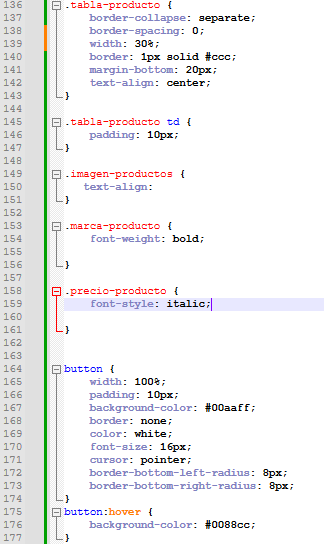 136 .tabla-producto {
137 border-collapse: separate;
138 border-spacing: 0;
139 width: 30%;
140 border: 1px solid #ccc;
141 margin-bottom: 20px;
142 text-align: center;
143 }
144
145 .tabla-producto td {
146 padding: 10px;
147 }
148
149 .imagen-productos {
150 text-align:
151 }
152
153 .marca-producto {
154 font-weight: bold;
155
156 }
157
158 .precio-producto {
159 font-style: italic;
160
161 }
162
163
164 button {
165 width: 100%;
166 padding: 10px;
167 background-color: #00aaff;
168 border: none;
169 color: white;
170 font-size: 16px;
171 cursor: pointer;
172 border-bottom-left-radius: 8px;
173 border-bottom-right-radius: 8px;
174 }
175 button:hover {
176 background-color: #0088cc;
177 }